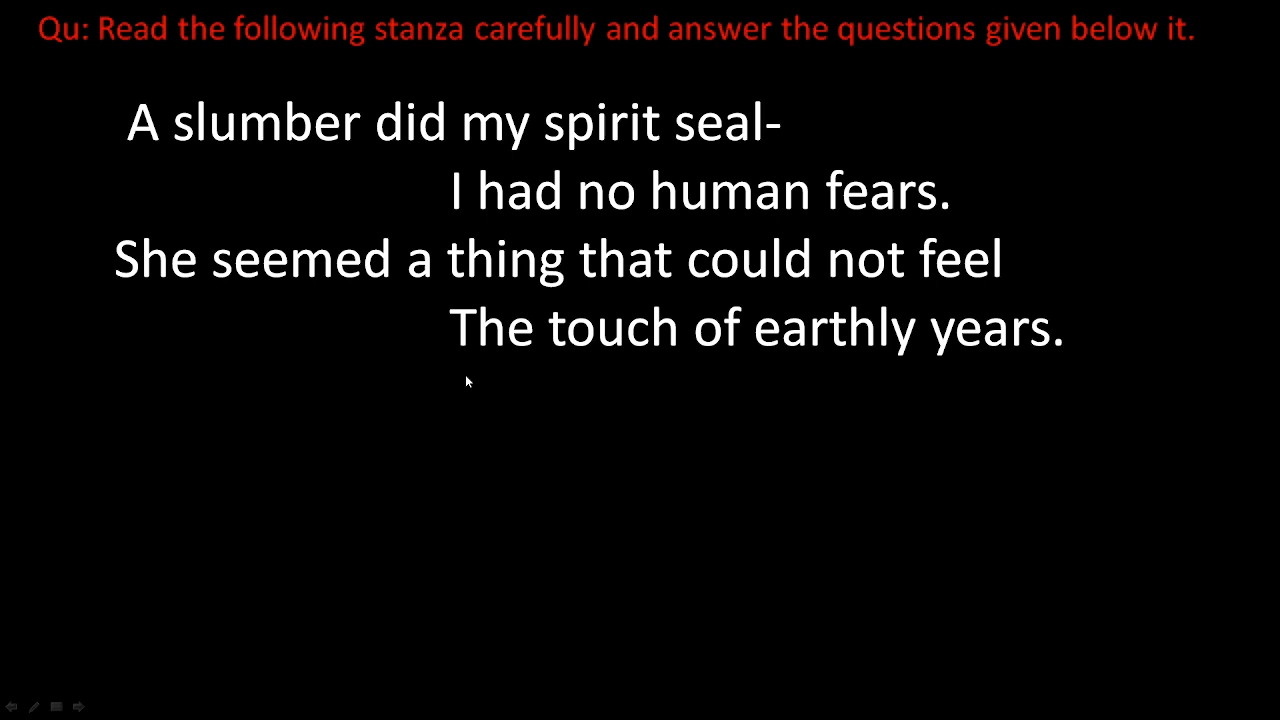 Qu: Read the following stanza carefully and answer the questions given below it.
A slumber did my spirit seal-
I had no human fears.
She seemed a thing that could not feel
The touch of earthly years.